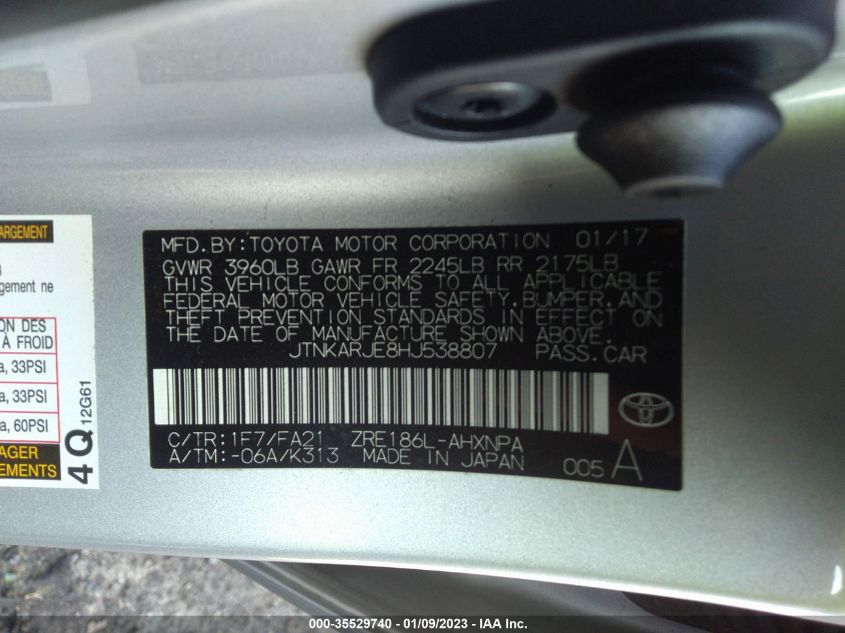 MFD.BY:TOYOTA MOTOR CORPORATION 01/17
GVWR 3960LB GAWR FR 2245LB RR 2175LB
THIS VEHICLE CONFORMS TO ALL APPLICABLE
FEDERAL MOTOR VEHICLE SAFETY,BUMPER,AND
THEFT PREVENTION STANDARDS IN EFFECT ON
THE DATE OF MANUFACTURE SHOWN ABOVE.
JTNKARJE8HJ538807 PASS.CAR
C/TR:1F7/FA21 ZRE186L-AHXNPA
A/TM:-06A/K313 MADE IN JAPAN 005 A
ARGEMENT
rgement ne
ON DES
À FROID
a, 33PSI
a, 33PSI
a, 60PSI
AGER
EMENTS
4Q 12G61
000-35529740 - 01/09/2023 - IAA Inc.